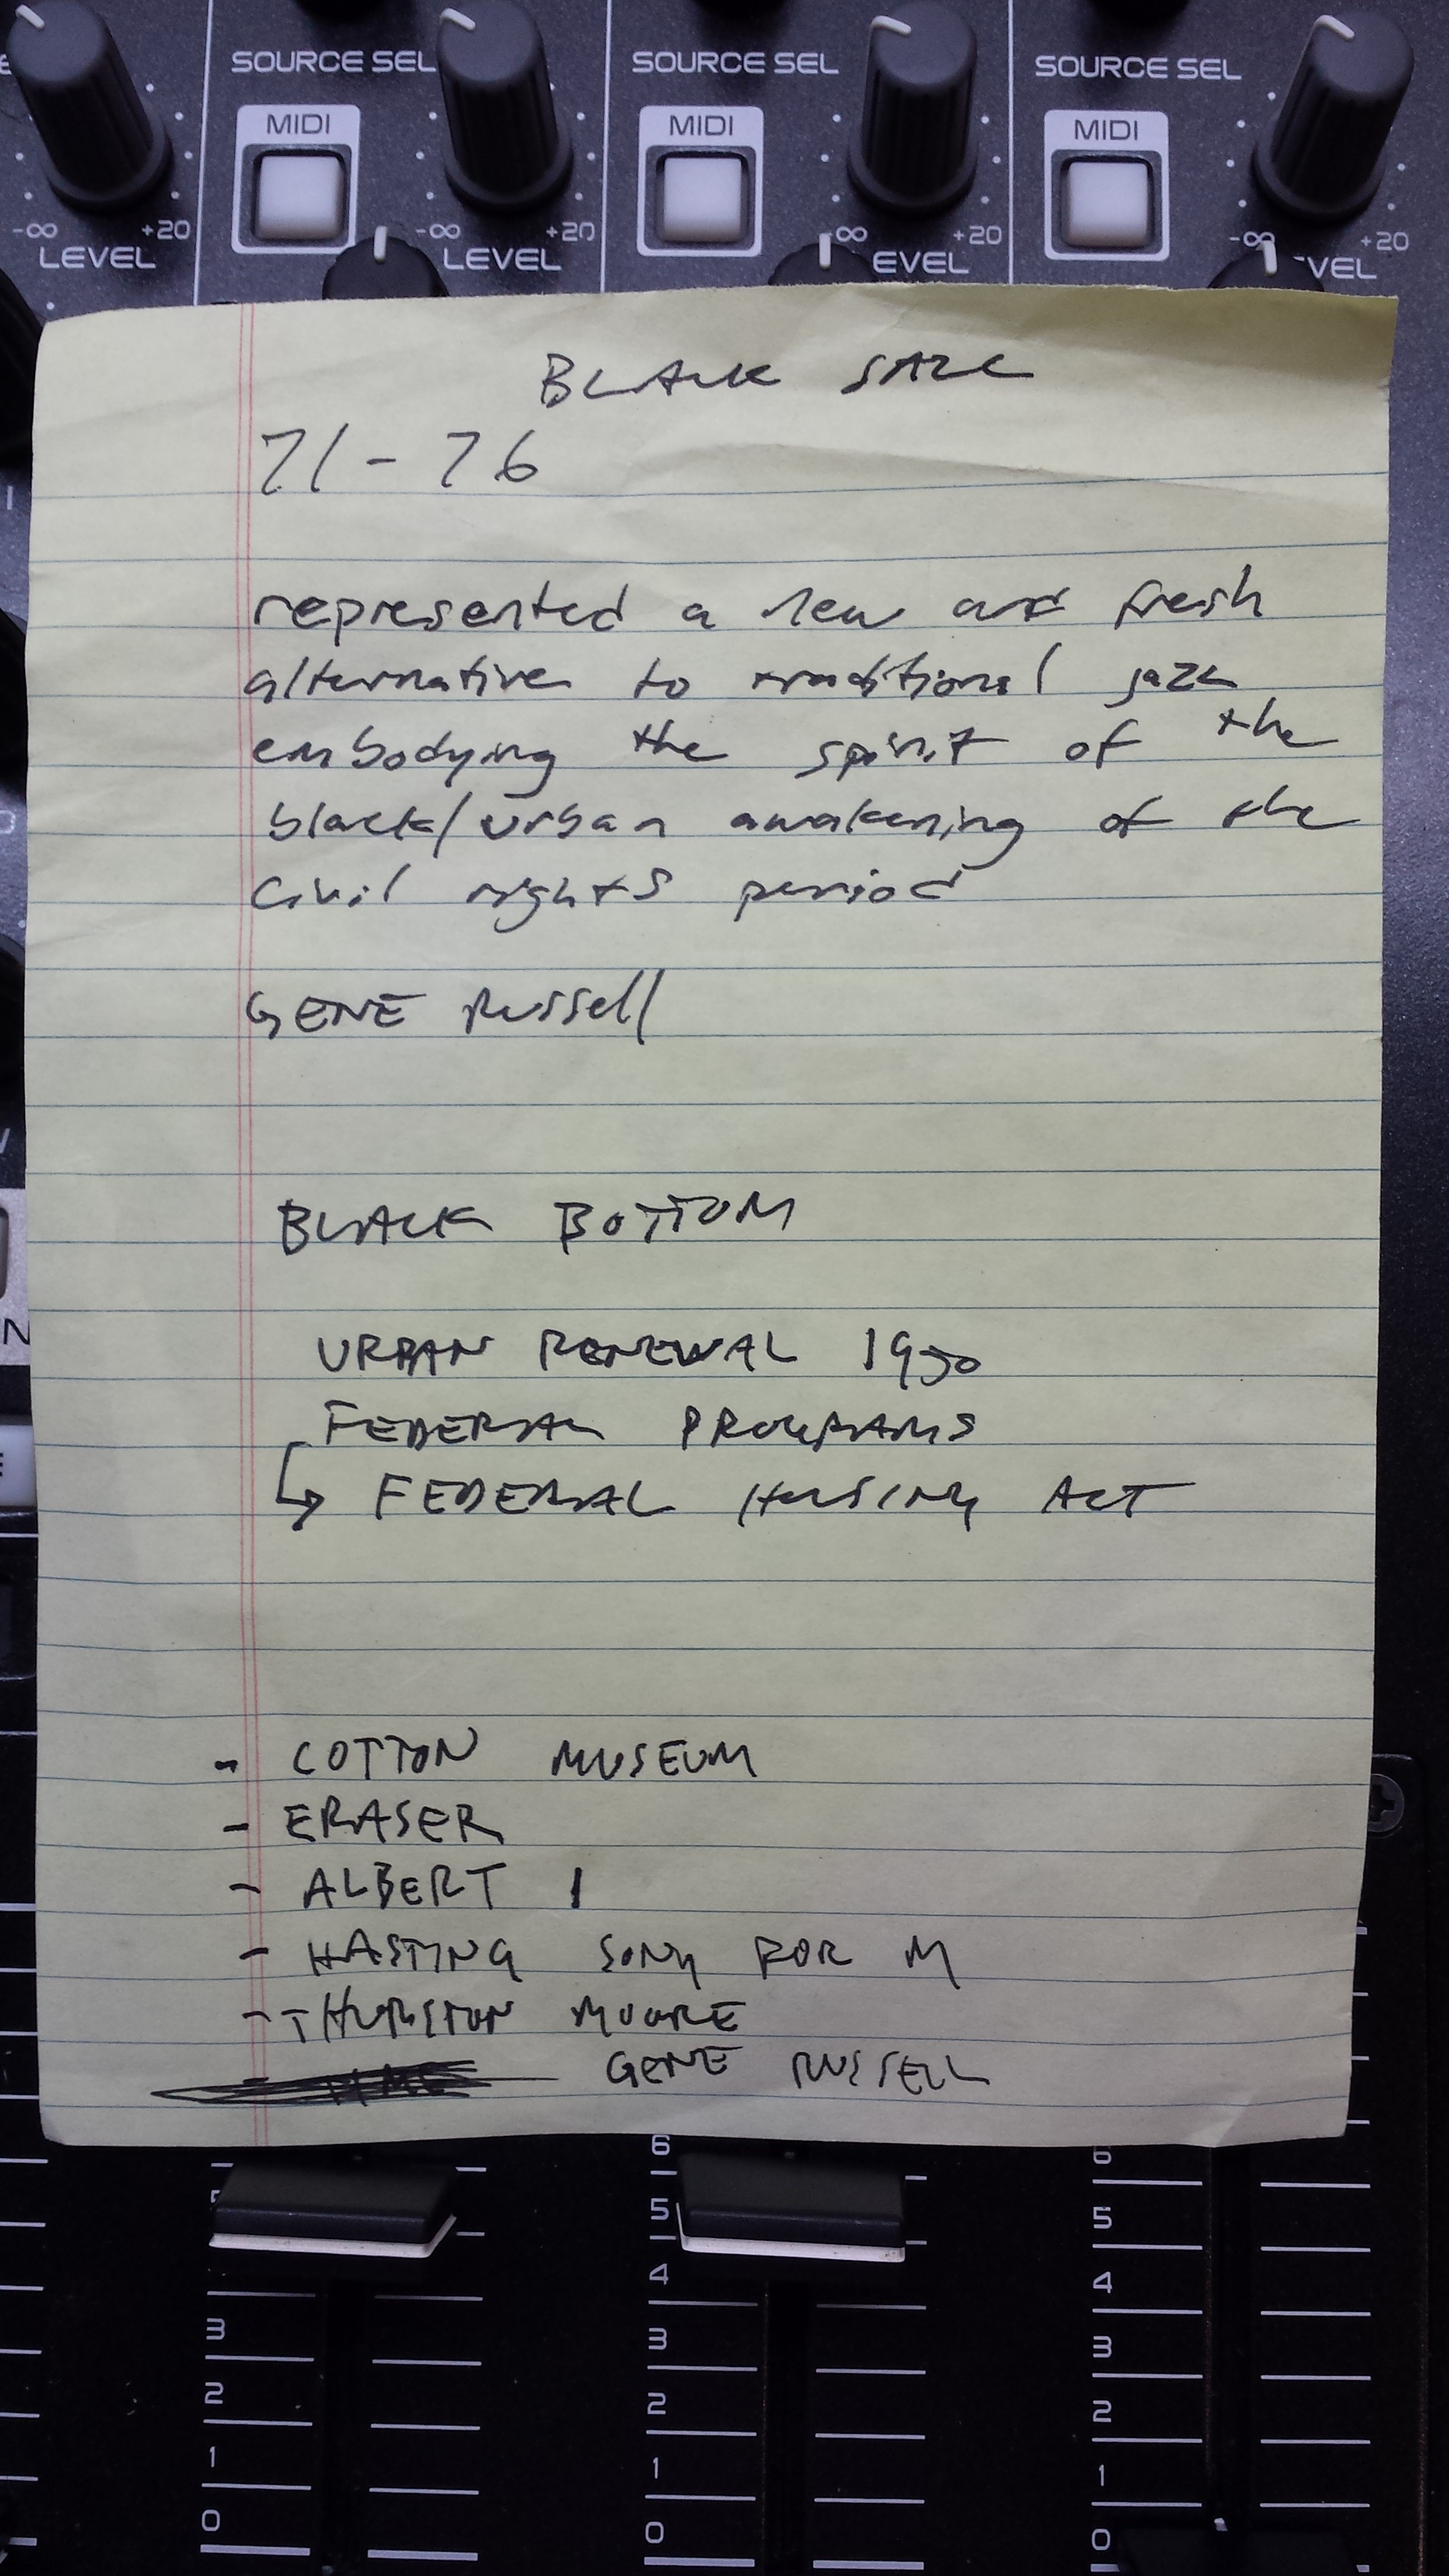 SOURCE SEL SOURCE SEL SOURCE SEL
MIDI MIDI MIDI
-∞ +20 -∞ +20 -∞ +20 -∞ +20
LEVEL LEVEL EVEL VEL
BLACK JAZZ
71-76
represented a new and fresh
alternative to traditional jazz
embodying the spirit of the
black/urban awakening of the
civil rights period
GENE Russell
BLACK BOTTOM
URBAN RENEWAL 1950
FEDERAL PROGRAMS
↳ FEDERAL HOUSING ACT
- COTTON MUSEUM
- ERASER
- ALBERT 1
- HASTING SONG FOR M
- THURSTON MOORE
GENE RUSSELL
6 6
5 5 5
4 4
3 3 3
2 2 2
1 1 1
0 0 0